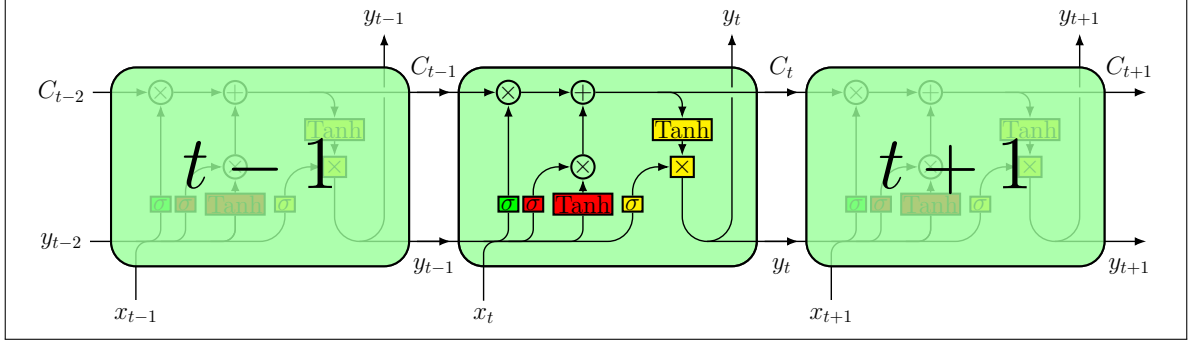 y_{t−1} y_t y_{t+1}
C_{t−2} C_{t−1} C_t C_{t+1}
× + × + × +
Tanh Tanh Tanh
t − 1 t + 1
× × × × × ×
σ σ Tanh σ σ σ Tanh σ σ σ Tanh σ
y_{t−2} y_{t−1} y_t y_{t+1}
x_{t−1} x_t x_{t+1}